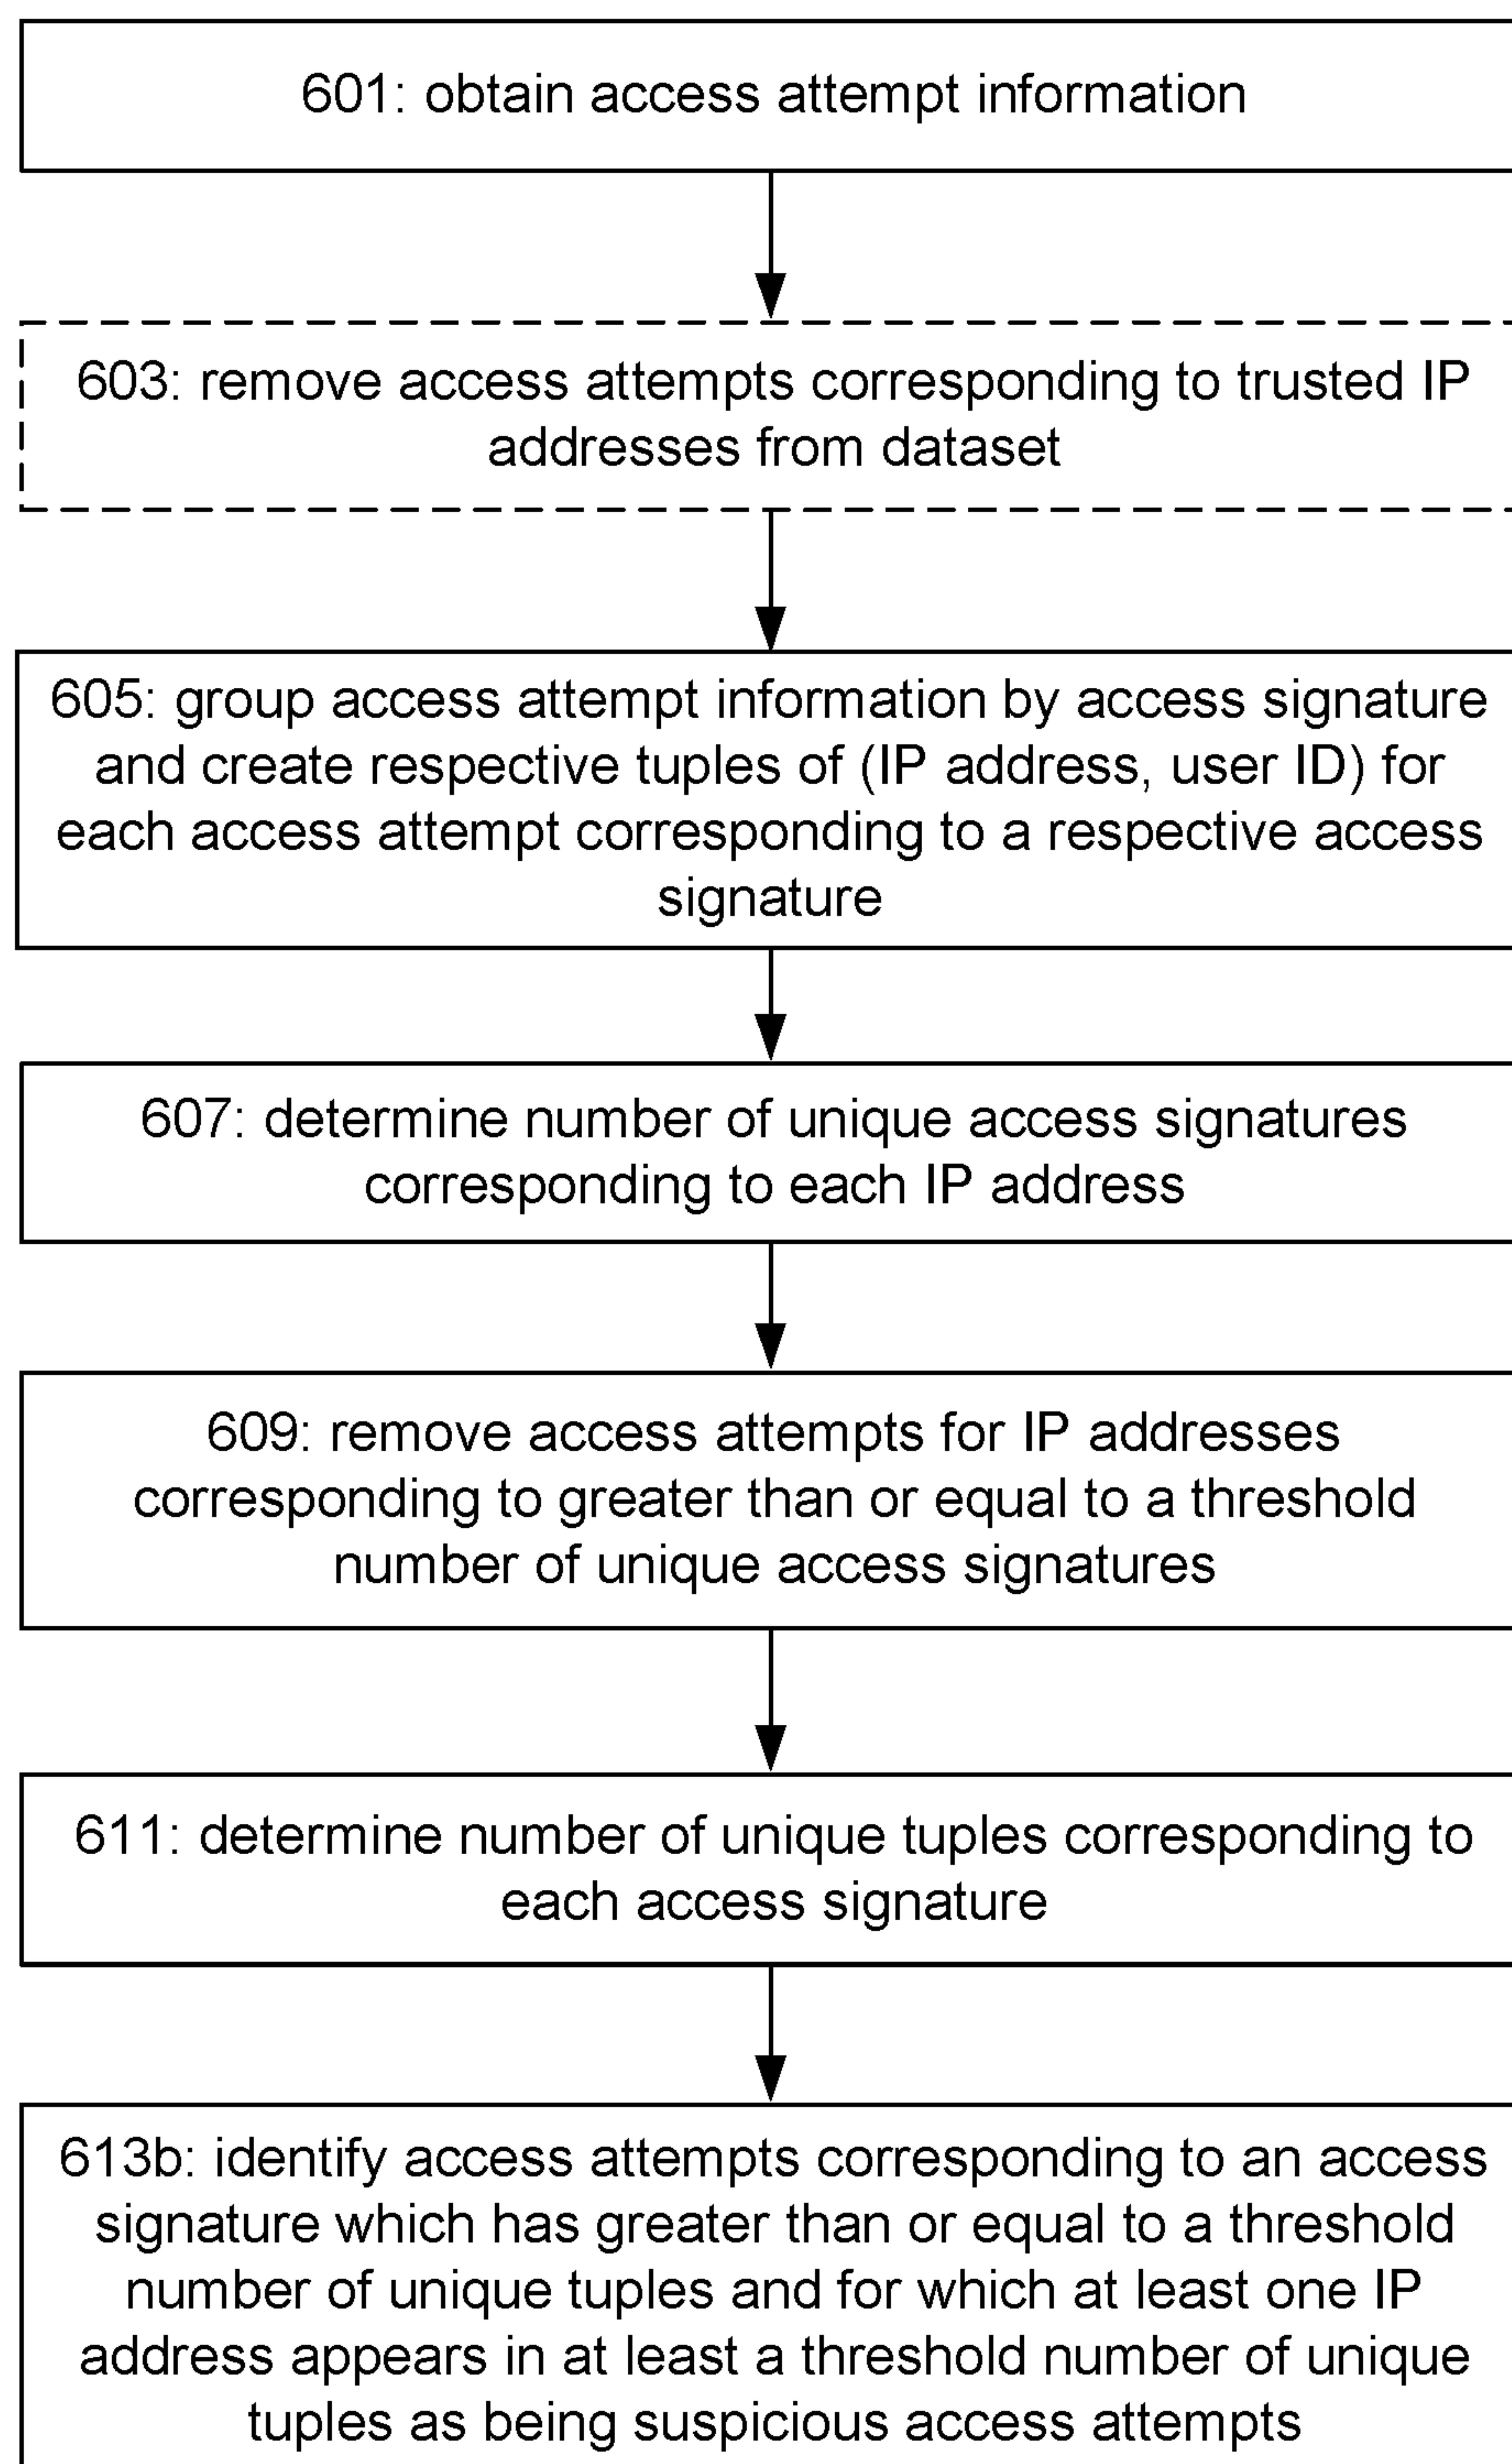 601: obtain access attempt information
603: remove access attempts corresponding to trusted IP
addresses from dataset
605: group access attempt information by access signature
and create respective tuples of (IP address, user ID) for
each access attempt corresponding to a respective access
signature
607: determine number of unique access signatures
corresponding to each IP address
609: remove access attempts for IP addresses
corresponding to greater than or equal to a threshold
number of unique access signatures
611: determine number of unique tuples corresponding to
each access signature
613b: identify access attempts corresponding to an access
signature which has greater than or equal to a threshold
number of unique tuples and for which at least one IP
address appears in at least a threshold number of unique
tuples as being suspicious access attempts